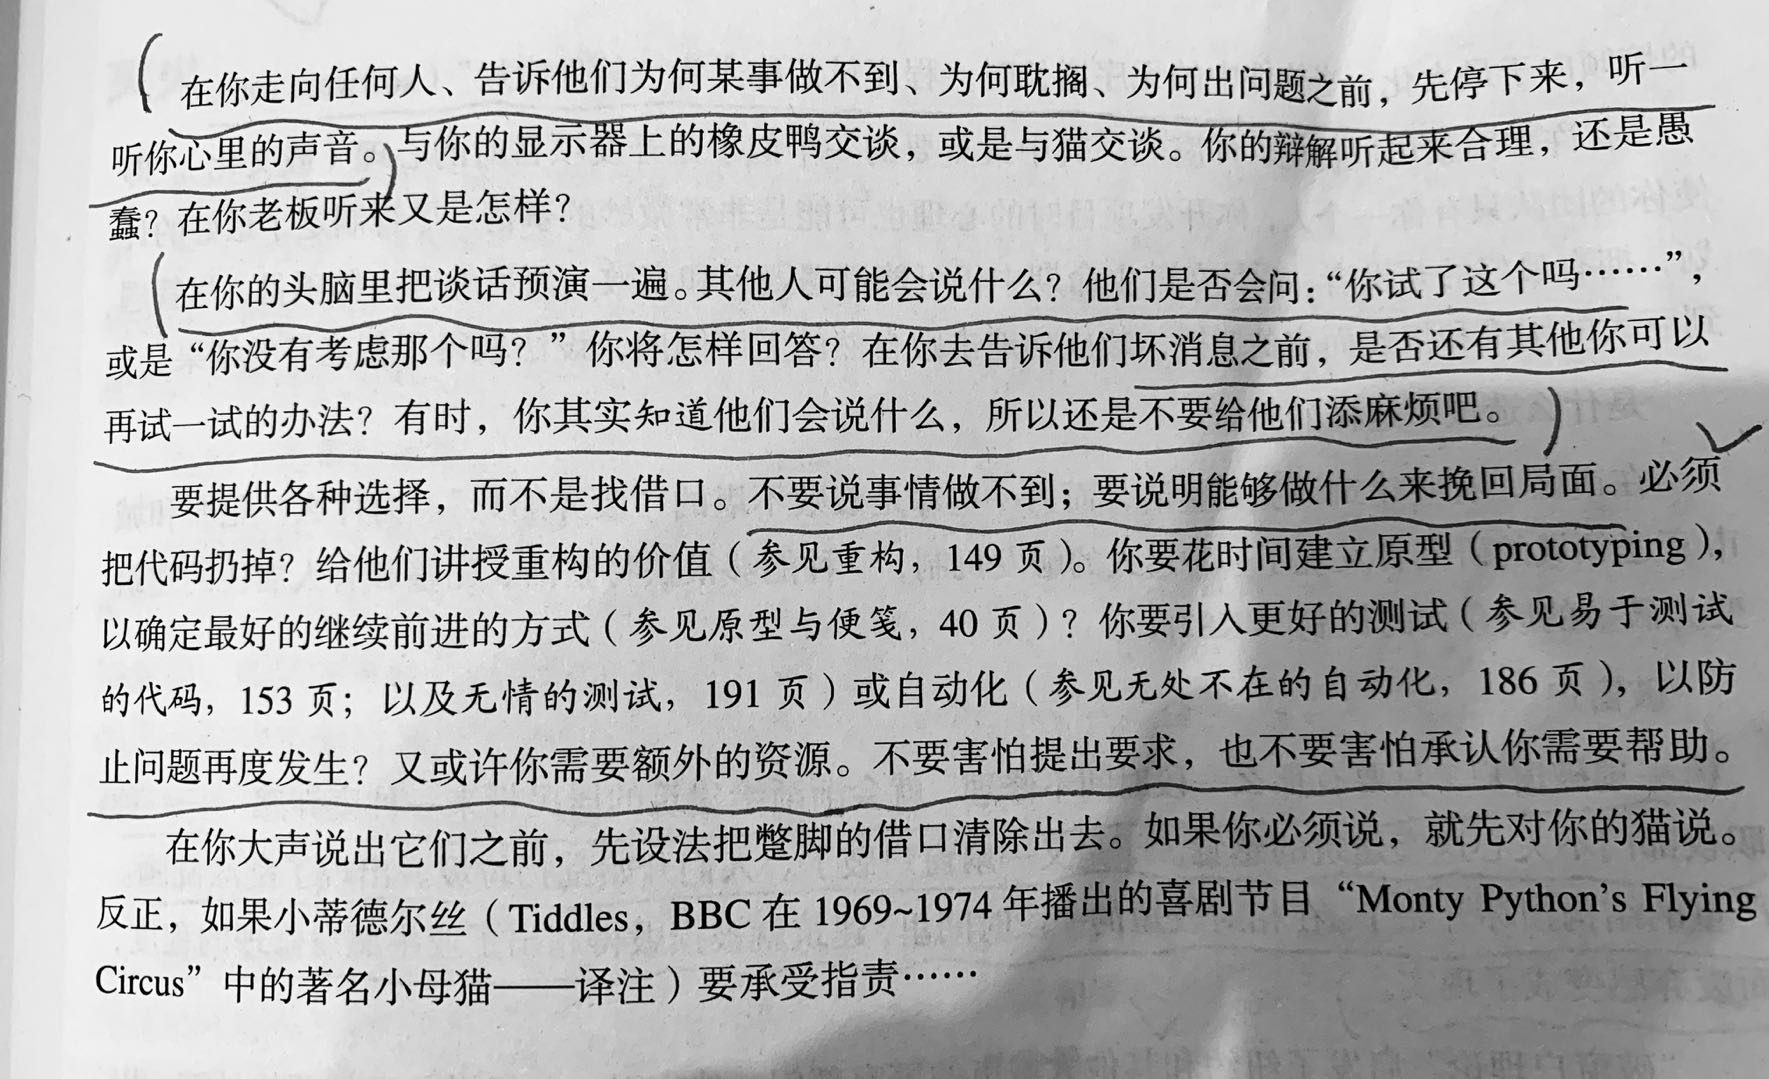 在你走向任何人、告诉他们为何某事做不到、为何耽搁、为何出问题之前，先停下来，听一
听你心里的声音。与你的显示器上的橡皮鸭交谈，或是与猫交谈。你的辩解听起来合理，还是愚
蠢？在你老板听来又是怎样？
在你的头脑里把谈话预演一遍。其他人可能会说什么？他们是否会问：“你试了这个吗……”，
或是“你没有考虑那个吗？”你将怎样回答？在你去告诉他们坏消息之前，是否还有其他你可以
再试一试的办法？有时，你其实知道他们会说什么，所以还是不要给他们添麻烦吧。
要提供各种选择，而不是找借口。不要说事情做不到；要说明能够做什么来挽回局面。必须
把代码扔掉？给他们讲授重构的价值（参见重构，149 页）。你要花时间建立原型（prototyping），
以确定最好的继续前进的方式（参见原型与便笺，40 页）？你要引入更好的测试（参见易于测试
的代码，153 页；以及无情的测试，191 页）或自动化（参见无处不在的自动化，186 页），以防
止问题再度发生？又或许你需要额外的资源。不要害怕提出要求，也不要害怕承认你需要帮助。
在你大声说出它们之前，先设法把蹩脚的借口清除出去。如果你必须说，就先对你的猫说。
反正，如果小蒂德尔丝（Tiddles，BBC 在 1969~1974 年播出的喜剧节目“Monty Python's Flying
Circus”中的著名小母猫——译注）要承受指责……